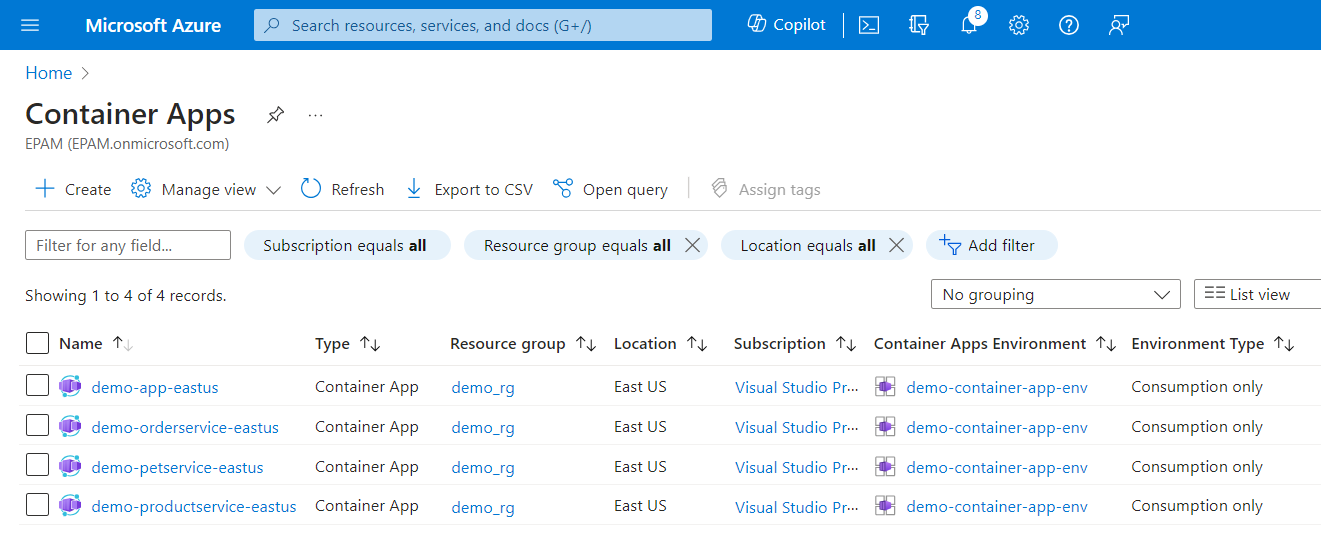 Microsoft Azure Search resources, services, and docs (G+/) Copilot 8
Home
Container Apps ...
EPAM (EPAM.onmicrosoft.com)
Create Manage view Refresh Export to CSV Open query Assign tags
Filter for any field... Subscription equals all Resource group equals all Location equals all Add filter
Showing 1 to 4 of 4 records. No grouping List view
Name Type Resource group Location Subscription Container Apps Environment Environment Type
demo-app-eastus Container App demo_rg East US Visual Studio Pr... demo-container-app-env Consumption only
demo-orderservice-eastus Container App demo_rg East US Visual Studio Pr... demo-container-app-env Consumption only
demo-petservice-eastus Container App demo_rg East US Visual Studio Pr... demo-container-app-env Consumption only
demo-productservice-eastus Container App demo_rg East US Visual Studio Pr... demo-container-app-env Consumption only